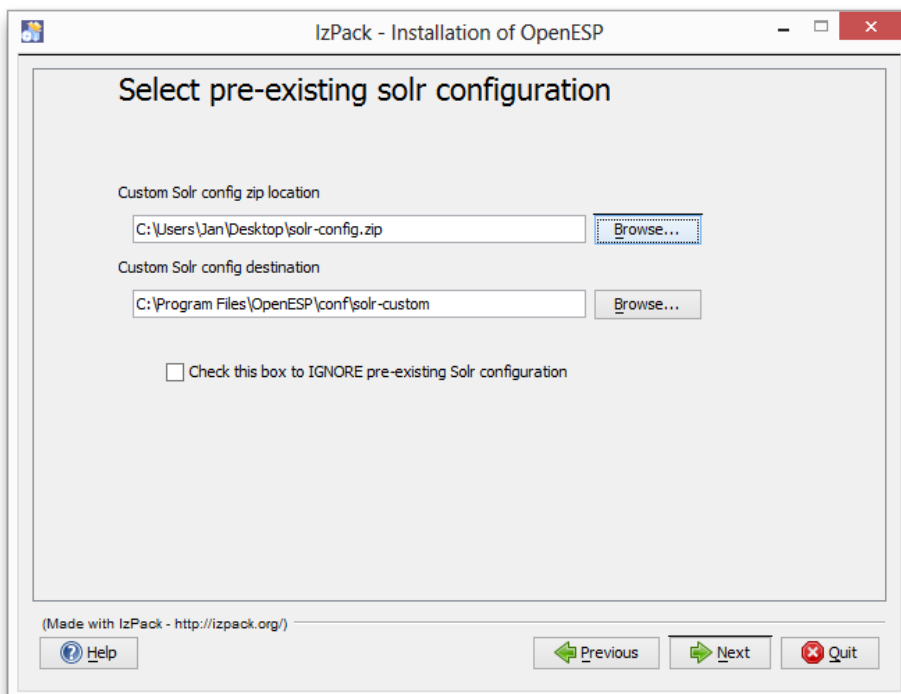 IzPack - Installation of OpenESP
Select pre-existing solr configuration
Custom Solr config zip location
C:\Users\Jan\Desktop\solr-config.zip
Browse...
Custom Solr config destination
C:\Program Files\OpenESP\conf\solr-custom
Browse...
Check this box to IGNORE pre-existing Solr configuration
(Made with IzPack - http://izpack.org/)
Help
Previous
Next
Quit